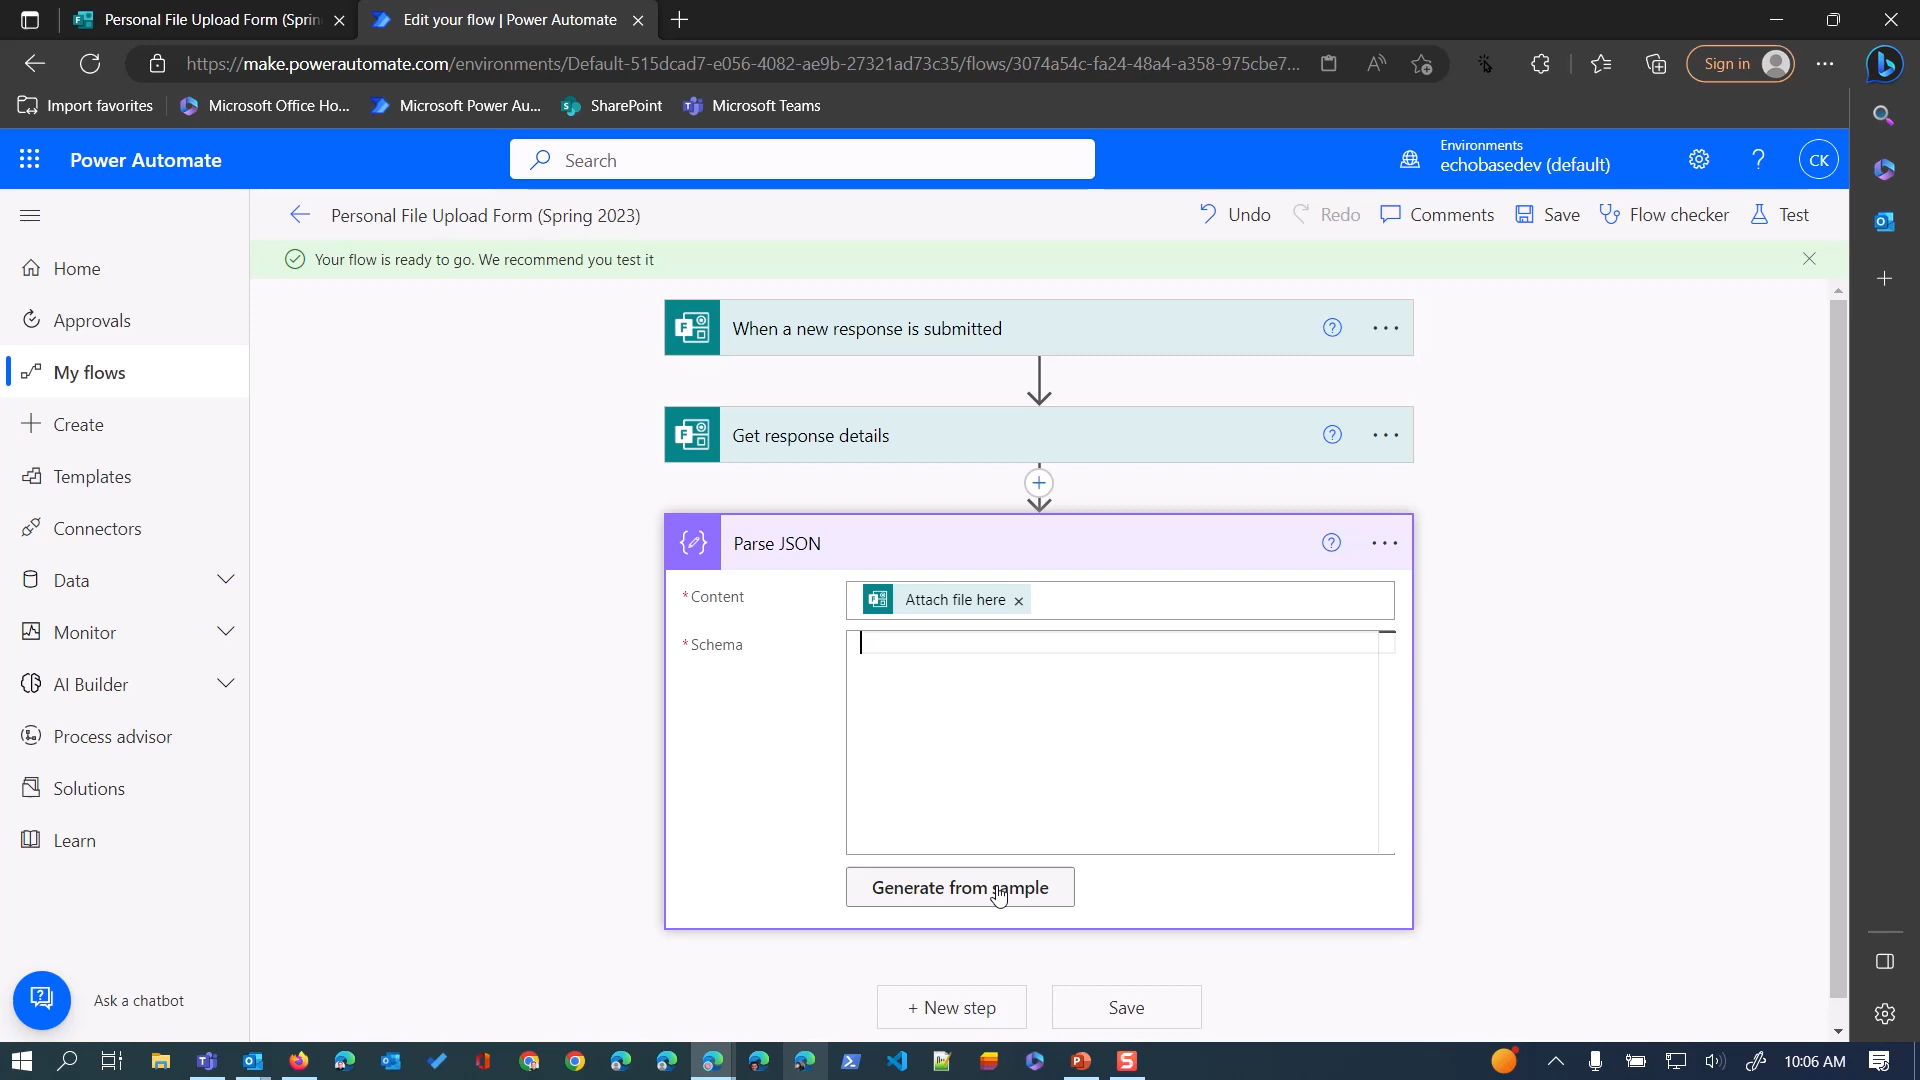 Personal File Upload Form (Sprin
Edit your flow | Power Automate
https://make.powerautomate.com/environments/Default-515dcad7-e056-4082-ae9b-27321ad73c35/flows/3074a54c-fa24-48a4-a358-975cbe7...
Sign in
Import favorites
Microsoft Office Ho...
Microsoft Power Au...
SharePoint
Microsoft Teams
Power Automate
Search
Environments
echobasedev (default)
CK
Personal File Upload Form (Spring 2023)
Undo
Redo
Comments
Save
Flow checker
Test
Your flow is ready to go. We recommend you test it
Home
Approvals
My flows
Create
Templates
Connectors
Data
Monitor
AI Builder
Process advisor
Solutions
Learn
Ask a chatbot
When a new response is submitted
Get response details
Parse JSON
*Content
Attach file here
*Schema
Generate from sample
+ New step
Save
10:06 AM